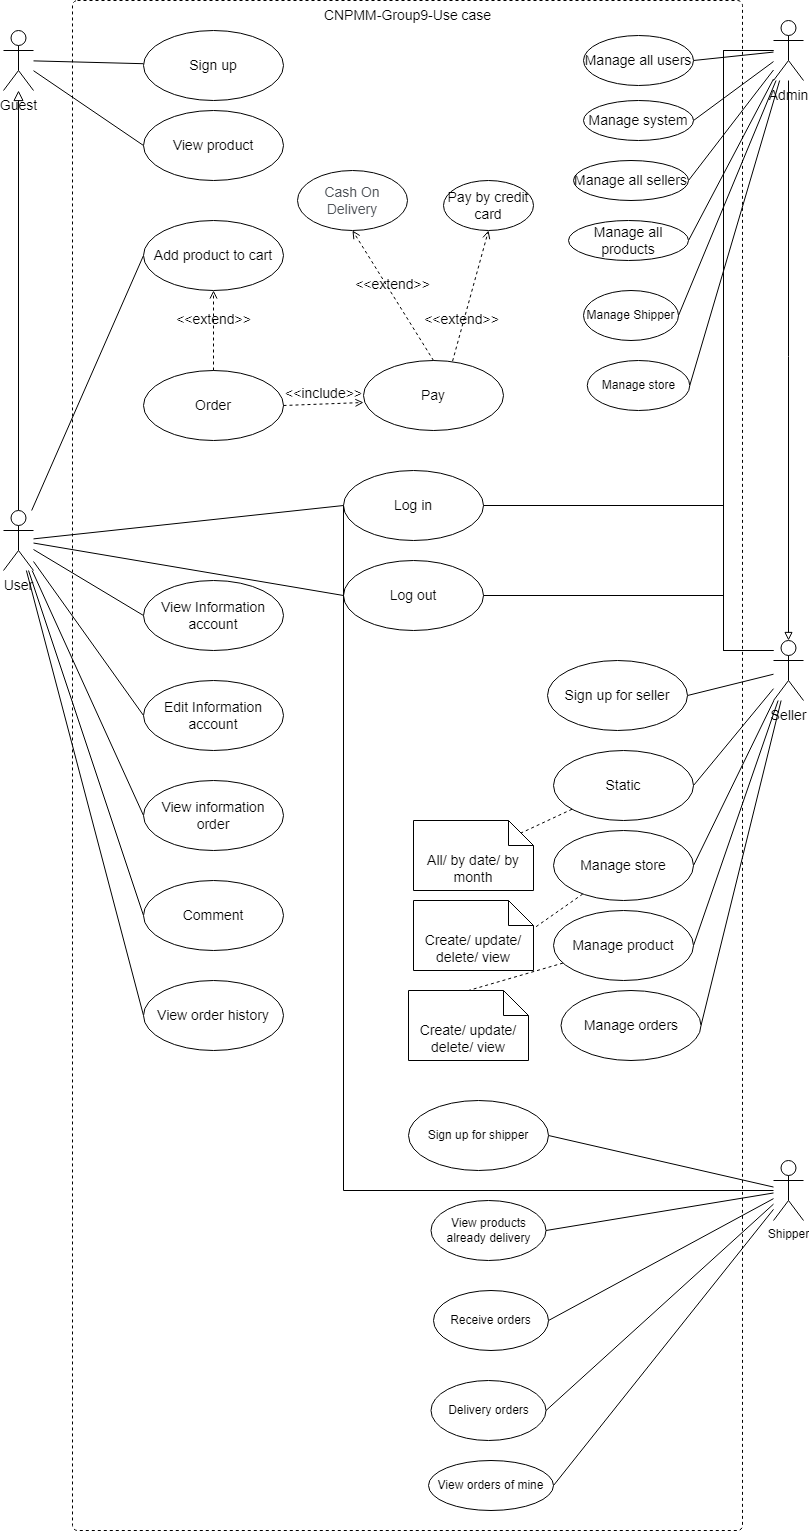 CNPMM-Group9-Use case
Guest
Sign up
View product
Manage all users
Admin
Manage system
Manage all sellers
Manage all
products
Manage Shipper
Manage store
Cash On
Delivery
Pay by credit
card
Add product to cart
<<extend>>
<<extend>>
<<extend>>
Order
<<include>>
Pay
User
Log in
Log out
View Information
account
Edit Information
account
View information
order
Comment
View order history
Seller
Sign up for seller
Static
All/ by date/ by
month
Manage store
Create/ update/
delete/ view
Manage product
Create/ update/
delete/ view
Manage orders
Sign up for shipper
Shipper
View products
already delivery
Receive orders
Delivery orders
View orders of mine